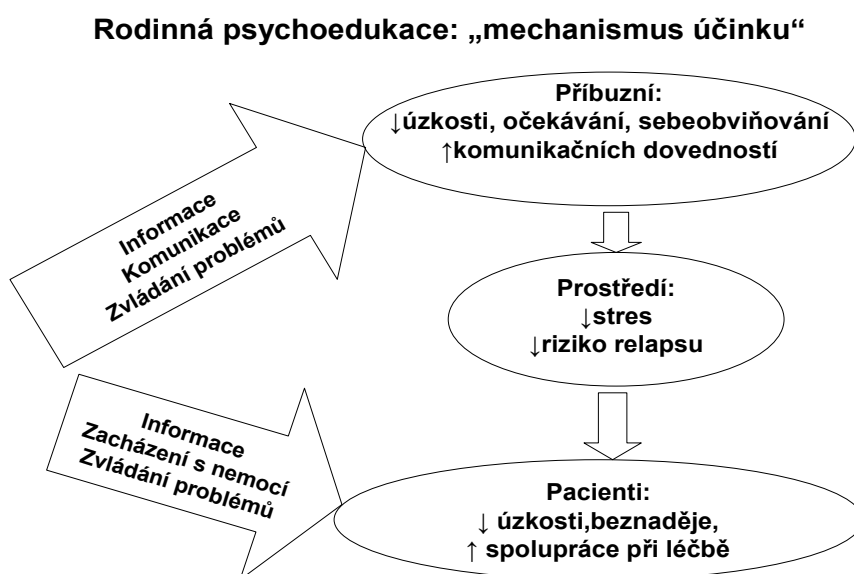 Rodinná psychoedukace: „mechanismus účinku“
Příbuzní:
↓úzkosti, očekávání, sebeobviňování
↑komunikačních dovedností
Informace
Komunikace
Zvládání problémů
Prostředí:
↓stres
↓riziko relapsu
Informace
Zacházení s nemocí
Zvládání problémů
Pacienti:
↓ úzkosti,beznaděje,
↑ spolupráce při léčbě